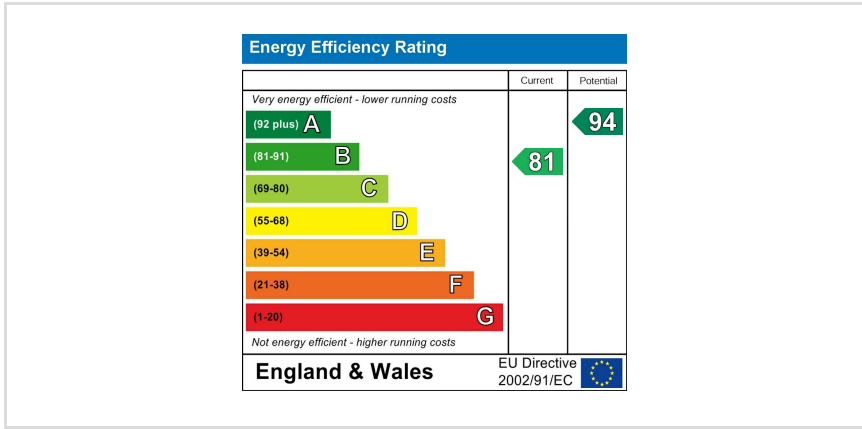 Energy Efficiency Rating
Current Potential
Very energy efficient - lower running costs
(92 plus) A 94
(81-91) B 81
(69-80) C
(55-68) D
(39-54) E
(21-38) F
(1-20) G
Not energy efficient - higher running costs
England & Wales
EU Directive
2002/91/EC